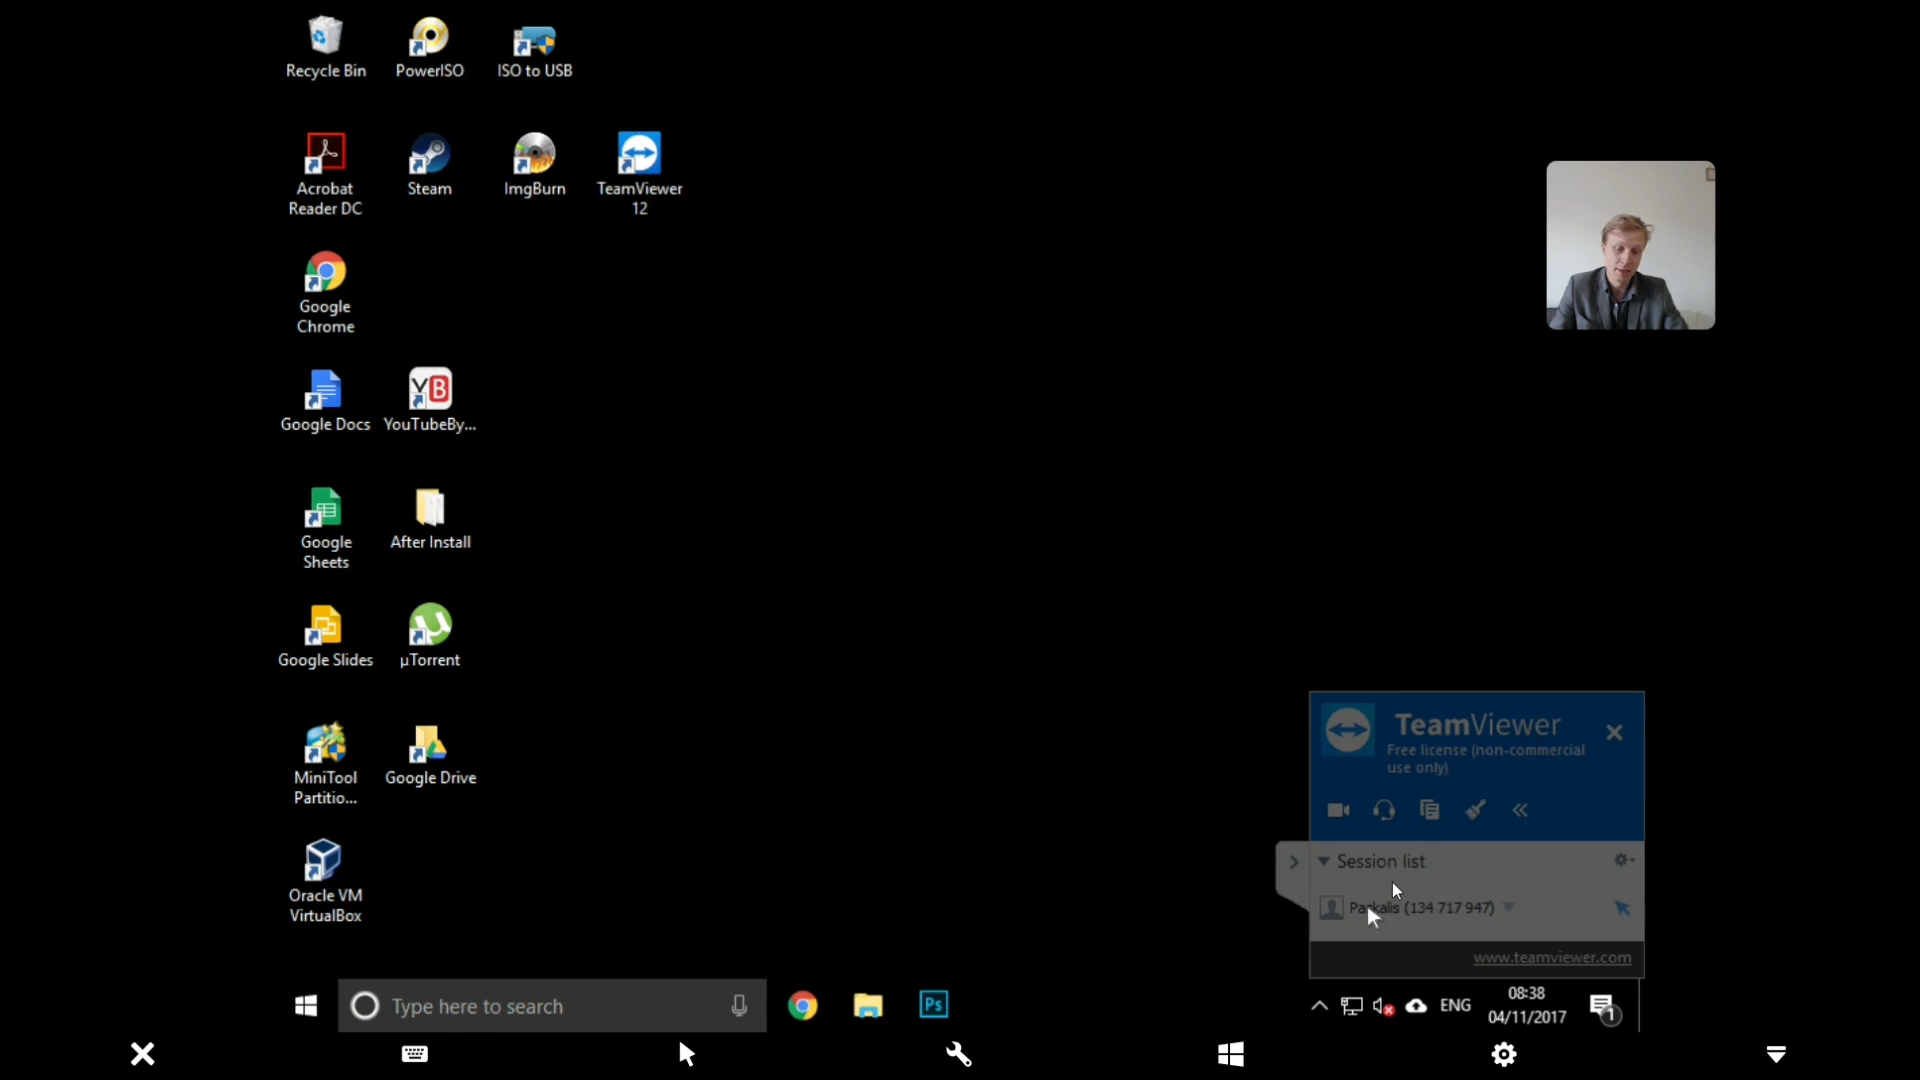 Recycle Bin
PowerISO
ISO to USB
Acrobat
Reader DC
Steam
ImgBurn
TeamViewer
12
Google
Chrome
Google Docs
YouTubeBy...
Google
Sheets
After Install
Google Slides
µTorrent
MiniTool
Partitio...
Google Drive
Oracle VM
VirtualBox
TeamViewer
Free license (non-commercial
use only)
Session list
Paskalis (134 717 947)
www.teamviewer.com
Type here to search
Ps
ENG
08:38
04/11/2017
1